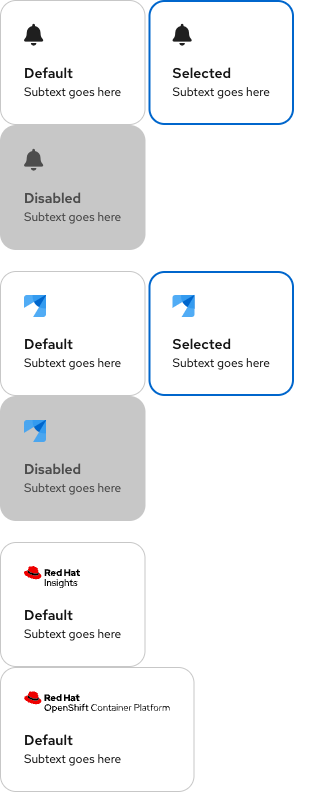 Default
Subtext goes here
Selected
Subtext goes here
Disabled
Subtext goes here
Default
Subtext goes here
Selected
Subtext goes here
Disabled
Subtext goes here
Red Hat
Insights
Default
Subtext goes here
Red Hat
OpenShift Container Platform
Default
Subtext goes here